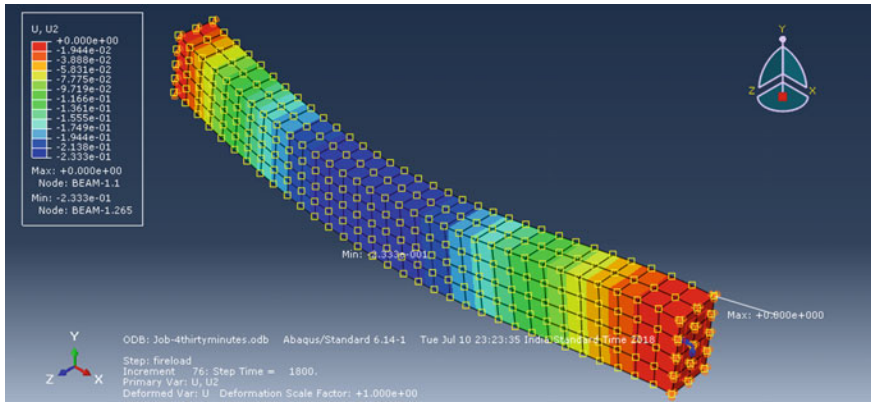 U, U2
+0.000e+00
-1.944e-02
-3.888e-02
-5.831e-02
-7.775e-02
-9.719e-02
-1.166e-01
-1.361e-01
-1.555e-01
-1.749e-01
-1.944e-01
-2.138e-01
-2.333e-01
Max: +0.000e+00
Node: BEAM-1.1
Min: -2.333e-01
Node: BEAM-1.265
Y
Z
X
Min: -2.333e-001
Max: +0.000e+000
Y
Z
X
ODB: Job-4thirtyminutes.odb Abaqus/Standard 6.14-1 Tue Jul 10 23:23:35 India Standard Time 2018
Step: fireload
Increment 76: Step Time = 1800.
Primary Var: U, U2
Deformed Var: U Deformation Scale Factor: +1.000e+00